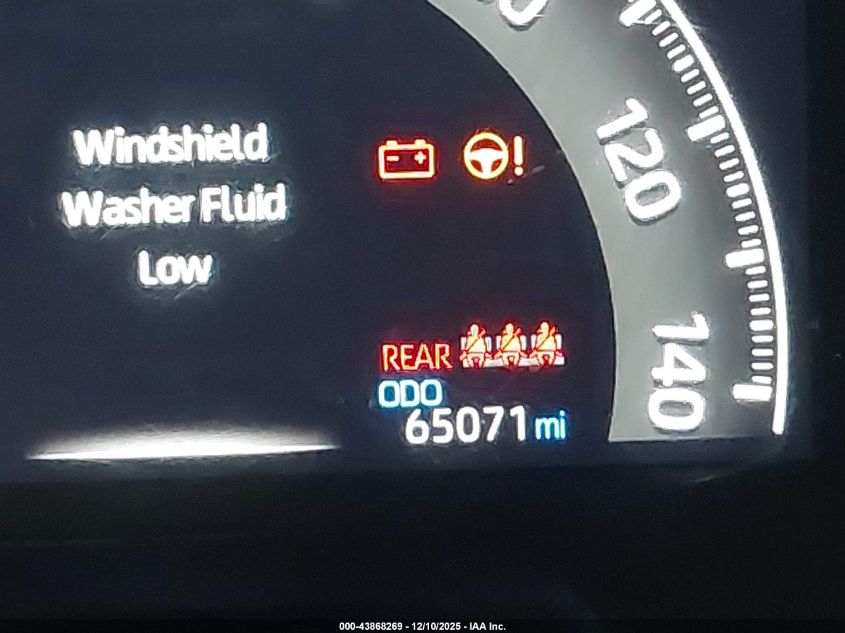 Windshield
Washer Fluid
Low
120
140
REAR
ODO
65071 mi
000-43868269 - 12/10/2025 - IAA Inc.